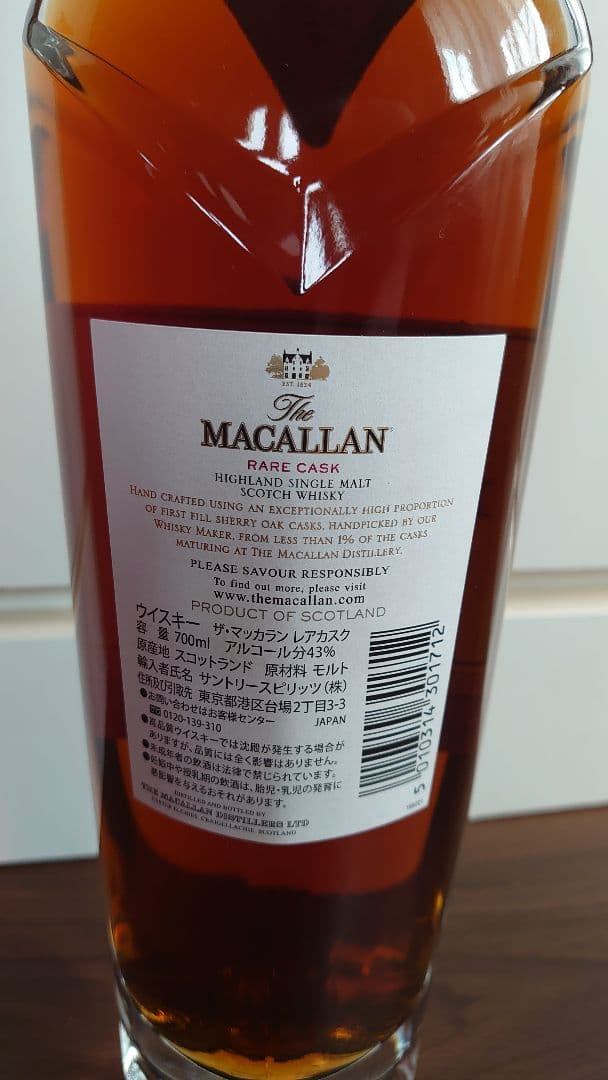 EST. 1824
The
MACALLAN
RARE CASK
HIGHLAND SINGLE MALT
SCOTCH WHISKY
HAND CRAFTED USING AN EXCEPTIONALLY HIGH PROPORTION
OF FIRST FILL SHERRY OAK CASKS, HANDPICKED BY OUR
WHISKY MAKER, FROM LESS THAN 1% OF THE CASKS
MATURING AT THE MACALLAN DISTILLERY.
PLEASE SAVOUR RESPONSIBLY
To find out more, please visit
www.themacallan.com
PRODUCT OF SCOTLAND
ウイスキー ザ・マッカラン レアカスク
容 量 700ml アルコール分43%
原産地 スコットランド 原材料 モルト
輸入者氏名 サントリースピリッツ(株)
住所及び引取先 東京都港区台場2丁目3-3
●お問い合わせはお客様センター JAPAN
0120-139-310
●高品質ウイスキーでは沈殿が発生する場合が
ありますが、品質には全く影響はありません。
●未成年者の飲酒は法律で禁じられています。
●妊娠中や授乳期の飲酒は、胎児・乳児の発育に
悪影響を与えるおそれがあります。
DISTILLED AND BOTTLED BY
THE MACALLAN DISTILLERS LTD
EASTER ELCHIES, CRAIGELLACHIE, SCOTLAND
5 010314 301712